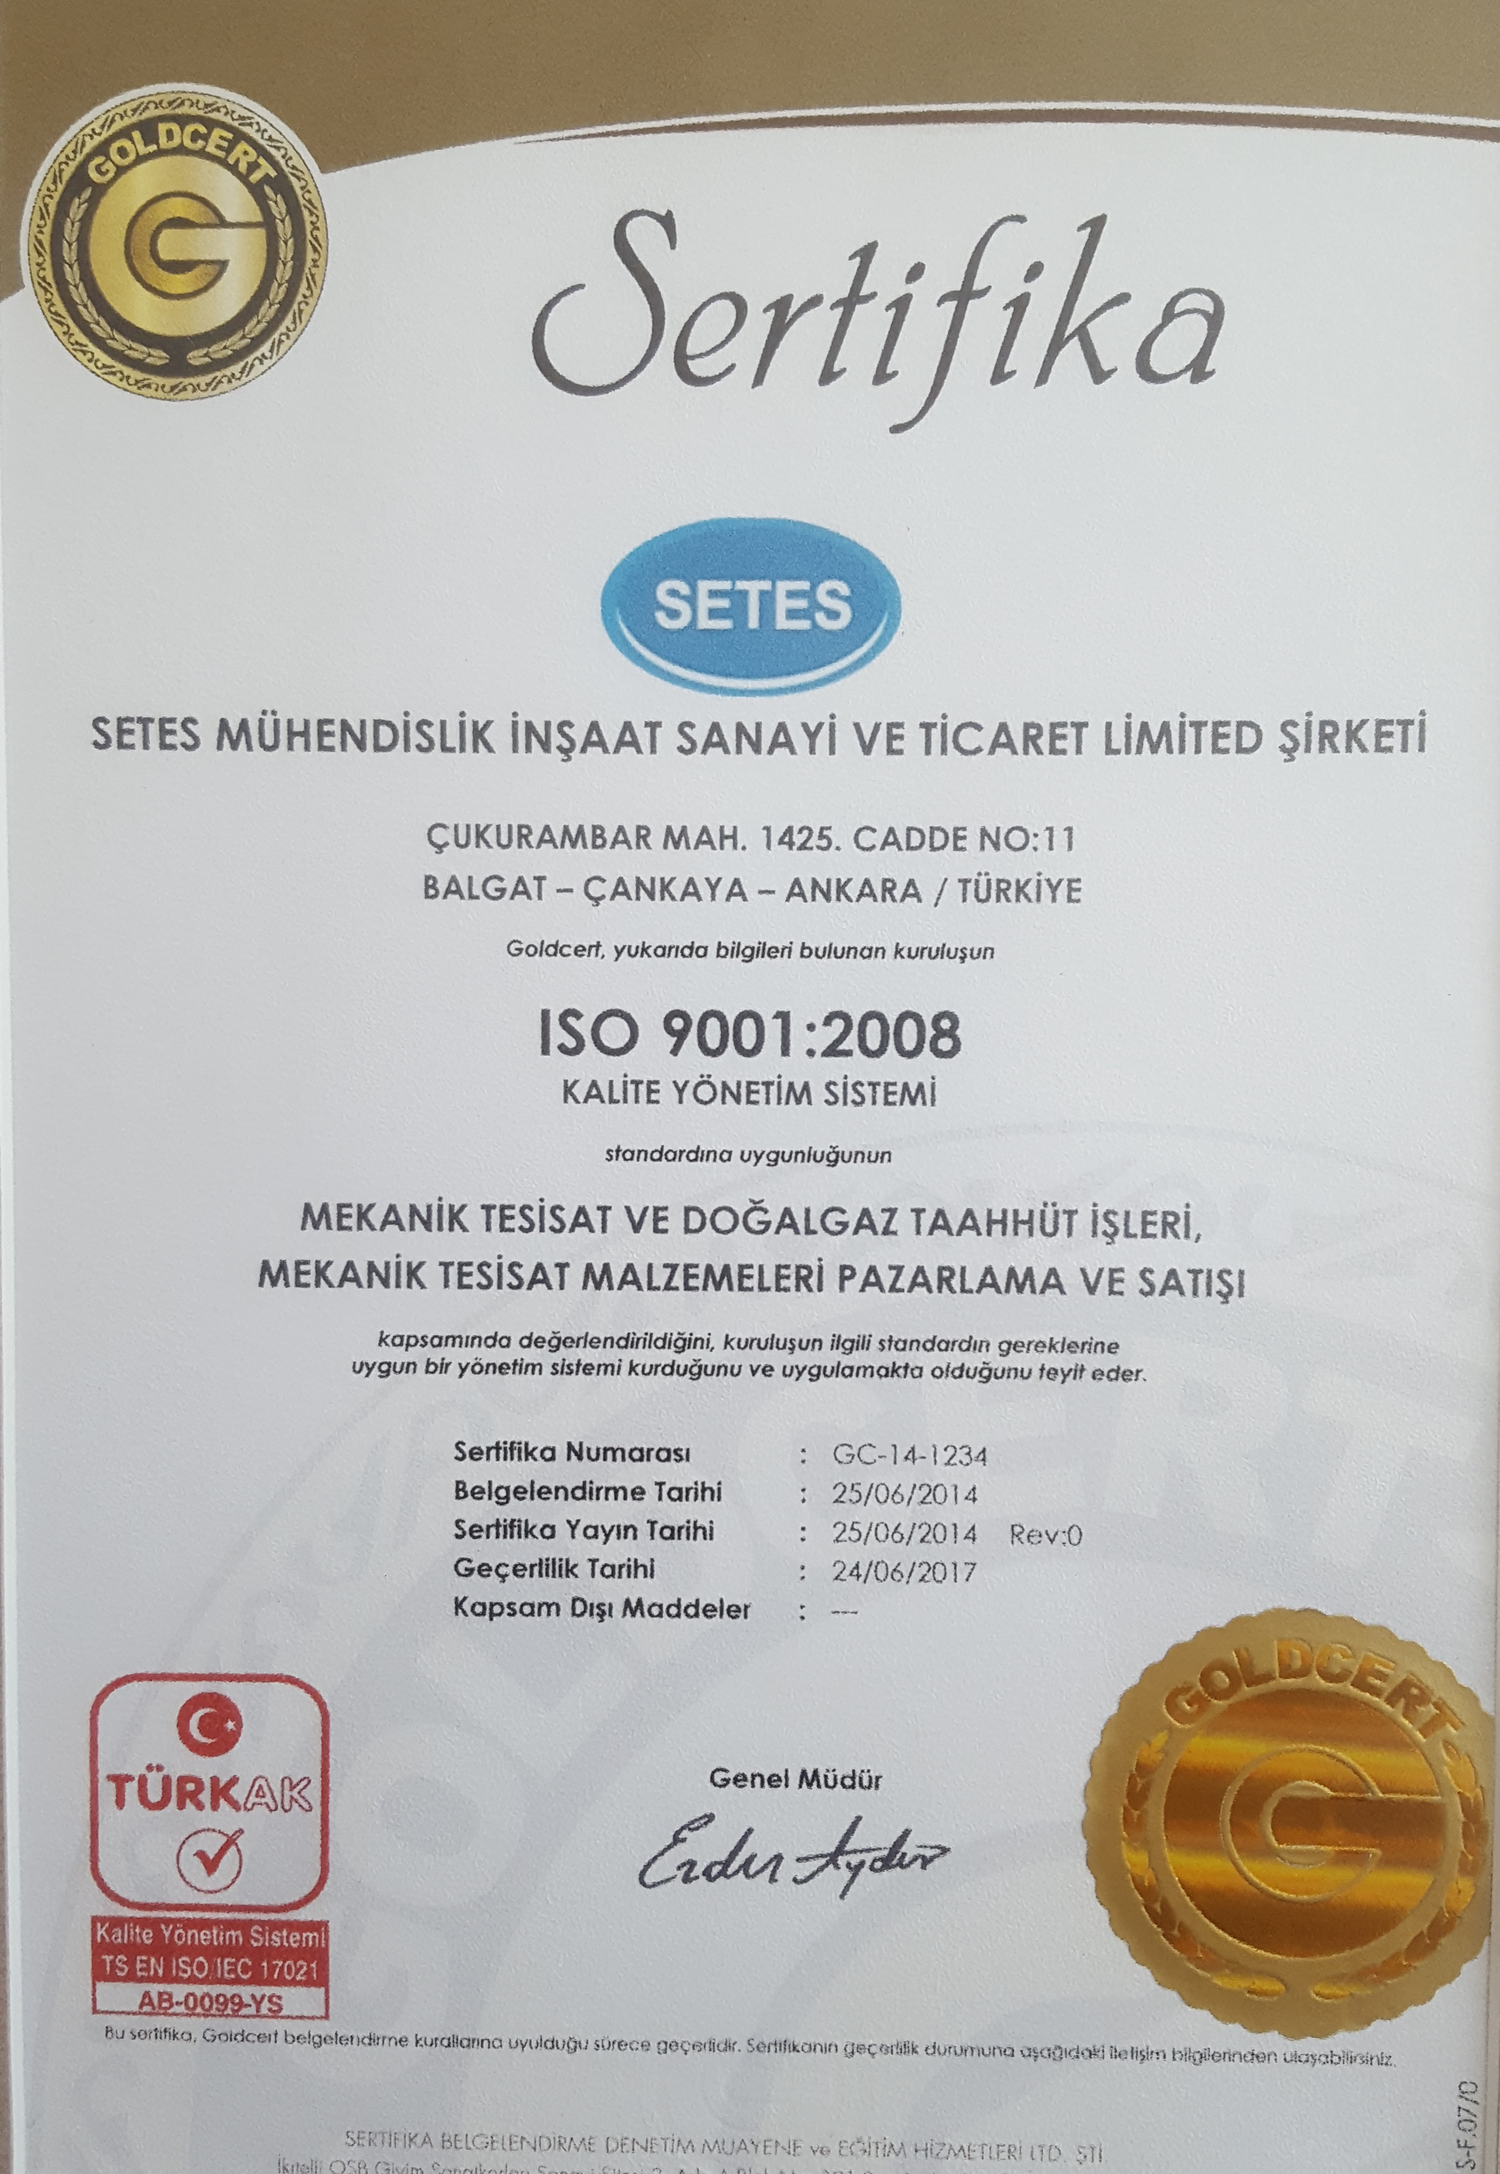 GOLDCERT
Sertifika
SETES
SETES MÜHENDİSLİK İNŞAAT SANAYİ VE TİCARET LİMİTED ŞİRKETİ
ÇUKURAMBAR MAH. 1425. CADDE NO:11
BALGAT – ÇANKAYA – ANKARA / TÜRKİYE
Goldcert, yukarıda bilgileri bulunan kuruluşun
ISO 9001:2008
KALİTE YÖNETİM SİSTEMİ
standardına uygunluğunun
MEKANİK TESİSAT VE DOĞALGAZ TAAHHÜT İŞLERİ,
MEKANİK TESİSAT MALZEMELERİ PAZARLAMA VE SATIŞI
kapsamında değerlendirildiğini, kuruluşun ilgili standardın gereklerine
uygun bir yönetim sistemi kurduğunu ve uygulamakta olduğunu teyit eder.
Sertifika Numarası : GC-14-1234
Belgelendirme Tarihi : 25/06/2014
Sertifika Yayın Tarihi : 25/06/2014 Rev:0
Geçerlilik Tarihi : 24/06/2017
Kapsam Dışı Maddeler : ---
GOLDCERT
TÜRKAK
Genel Müdür
Kalite Yönetim Sistemi
TS EN ISO/IEC 17021
AB-0099-YS
Bu sertifika, Goldcert belgelendirme kurallarına uyulduğu sürece geçerlidir. Sertifikanın geçerlilik durumuna aşağıdaki iletişim bilgilerinden ulaşabilirsiniz.
S-F.07/0
SERTİFİKA BELGELENDİRME DENETİM MUAYENE ve EĞİTİM HİZMETLERİ LTD. ŞTİ
İkitelli OSB Giyim Sanatkarları